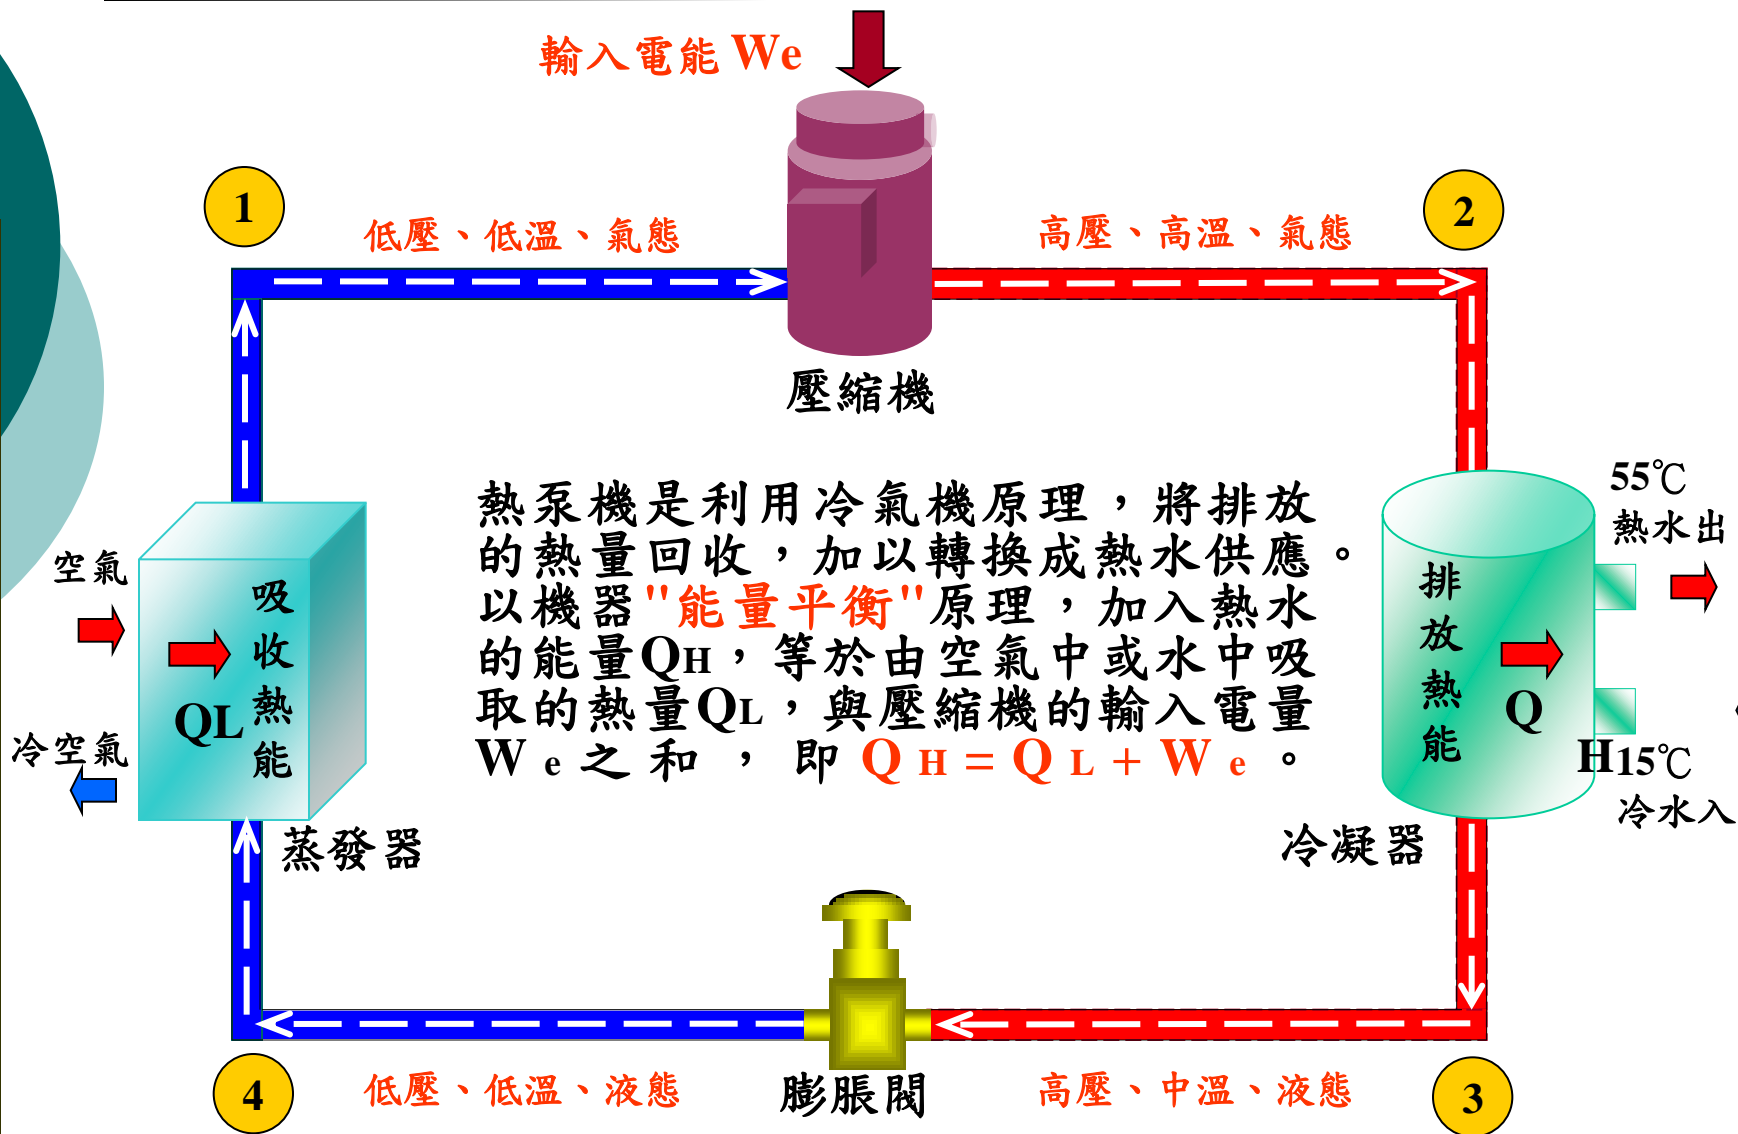 輸入電能 We
1
低壓、低溫、氣態
高壓、高溫、氣態
2
壓縮機
熱泵機是利用冷氣機原理，將排放
的熱量回收，加以轉換成熱水供應。
以機器"能量平衡"原理，加入熱水
的能量QH，等於由空氣中或水中吸
取的熱量QL，與壓縮機的輸入電量
We之和，即QH=QL+We。
空氣
冷空氣
吸收熱能
QL
蒸發器
排放熱能
Q
H
55℃
熱水出
15℃
冷水入
冷凝器
4
低壓、低溫、液態
膨脹閥
高壓、中溫、液態
3